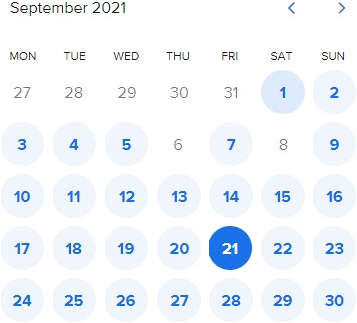 September 2021
MON TUE WED THU FRI SAT SUN
27 28 29 30 31 1 2
3 4 5 6 7 8 9
10 11 12 13 14 15 16
17 18 19 20 21 22 23
24 25 26 27 28 29 30